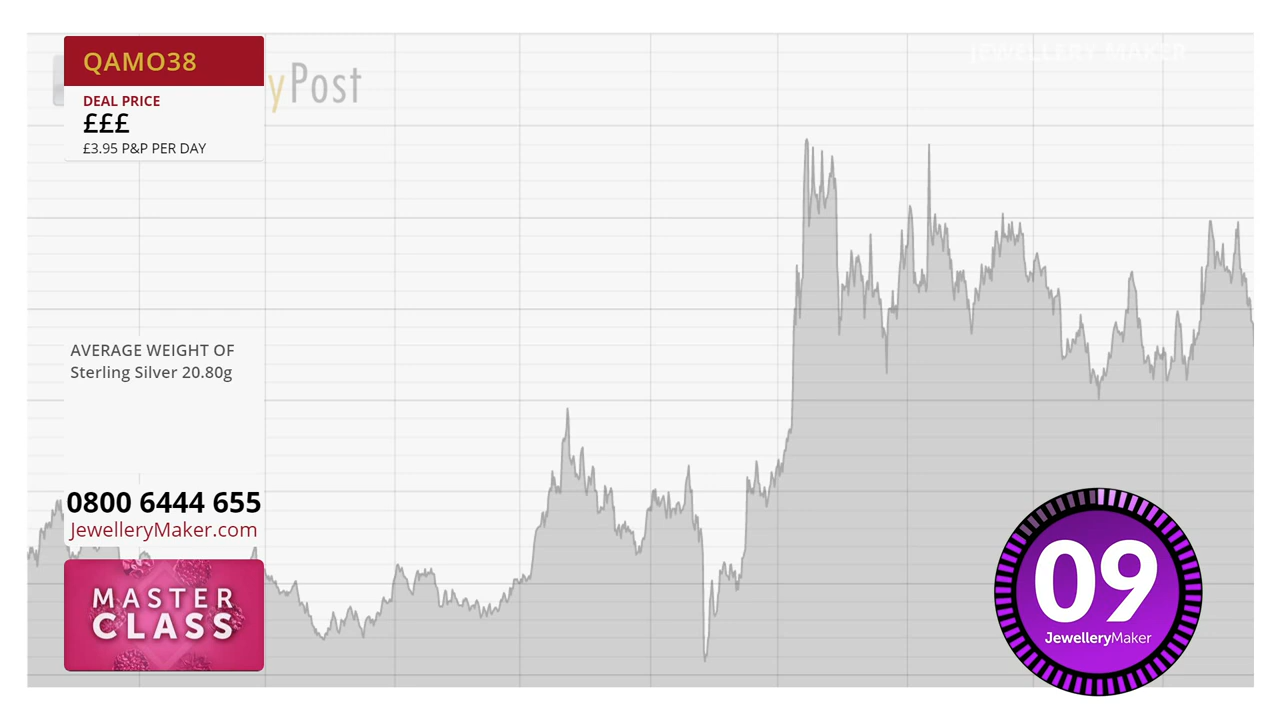 QAMO38
DEAL PRICE
£££
£3.95 P&P PER DAY
yPost
JEWELLERY MAKER
AVERAGE WEIGHT OF
Sterling Silver 20.80g
0800 6444 655
JewelleryMaker.com
MASTER
CLASS
09
JewelleryMaker